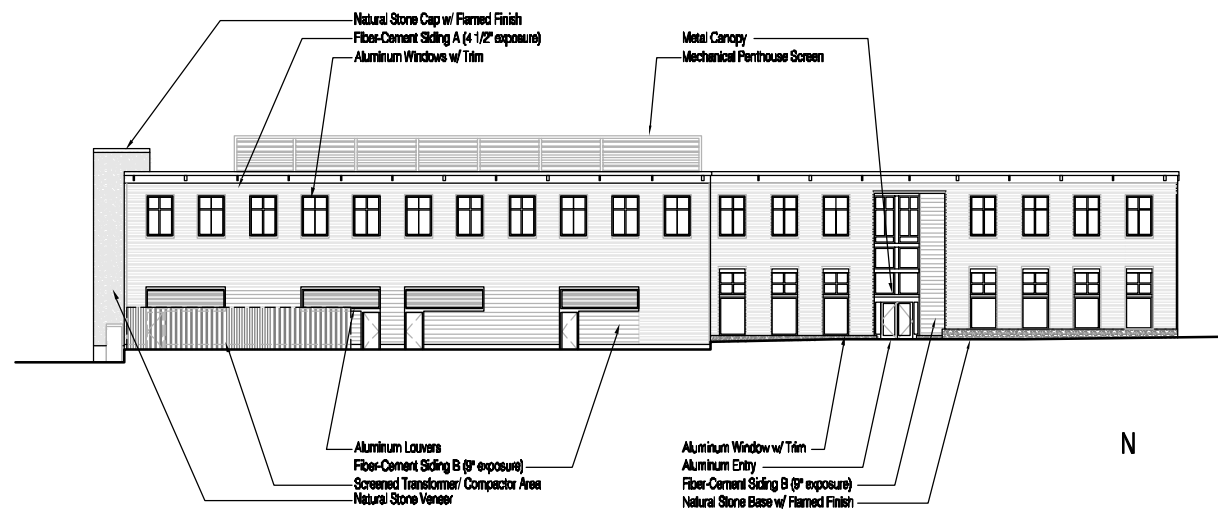 Natural Stone Cap w/ Flamed Finish
Fiber-Cement Siding A (4 1/2" exposure)
Aluminum Windows w/ Trim
Metal Canopy
Mechanical Penthouse Screen
Aluminum Louvers
Fiber-Cement Siding B (9" exposure)
Screened Transformer/ Compactor Area
Natural Stone Veneer
Aluminum Window w/ Trim
Aluminum Entry
Fiber-Cement Siding B (9" exposure)
Natural Stone Base w/ Flamed Finish
N